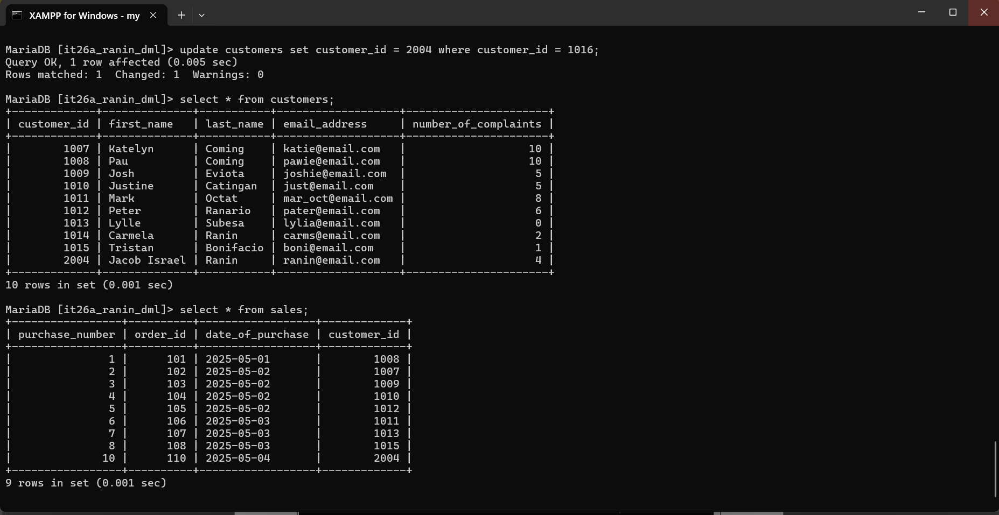 XAMPP for Windows - my
MariaDB [it26a_ranin_dml]> update customers set customer_id = 2004 where customer_id = 1016;
Query OK, 1 row affected (0.005 sec)
Rows matched: 1  Changed: 1  Warnings: 0
MariaDB [it26a_ranin_dml]> select * from customers;
+-------------+--------------+-----------+-------------------+----------------------+
| customer_id | first_name   | last_name | email_address     | number_of_complaints |
+-------------+--------------+-----------+-------------------+----------------------+
|        1007 | Katelyn      | Coming    | katie@email.com   |                   10 |
|        1008 | Pau          | Coming    | pawie@email.com   |                   10 |
|        1009 | Josh         | Eviota    | joshie@email.com  |                    5 |
|        1010 | Justine      | Catingan  | just@email.com    |                    5 |
|        1011 | Mark         | Octat     | mar_oct@email.com |                    8 |
|        1012 | Peter        | Ranario   | pater@email.com   |                    6 |
|        1013 | Lylle        | Subesa    | lylia@email.com   |                    0 |
|        1014 | Carmela      | Ranin     | carms@email.com   |                    2 |
|        1015 | Tristan      | Bonifacio | boni@email.com    |                    1 |
|        2004 | Jacob Israel | Ranin     | ranin@email.com   |                    4 |
+-------------+--------------+-----------+-------------------+----------------------+
10 rows in set (0.001 sec)
MariaDB [it26a_ranin_dml]> select * from sales;
+-----------------+----------+------------------+-------------+
| purchase_number | order_id | date_of_purchase | customer_id |
+-----------------+----------+------------------+-------------+
|               1 |      101 | 2025-05-01       |        1008 |
|               2 |      102 | 2025-05-02       |        1007 |
|               3 |      103 | 2025-05-02       |        1009 |
|               4 |      104 | 2025-05-02       |        1010 |
|               5 |      105 | 2025-05-02       |        1012 |
|               6 |      106 | 2025-05-03       |        1011 |
|               7 |      107 | 2025-05-03       |        1013 |
|               8 |      108 | 2025-05-03       |        1015 |
|              10 |      110 | 2025-05-04       |        2004 |
+-----------------+----------+------------------+-------------+
9 rows in set (0.001 sec)